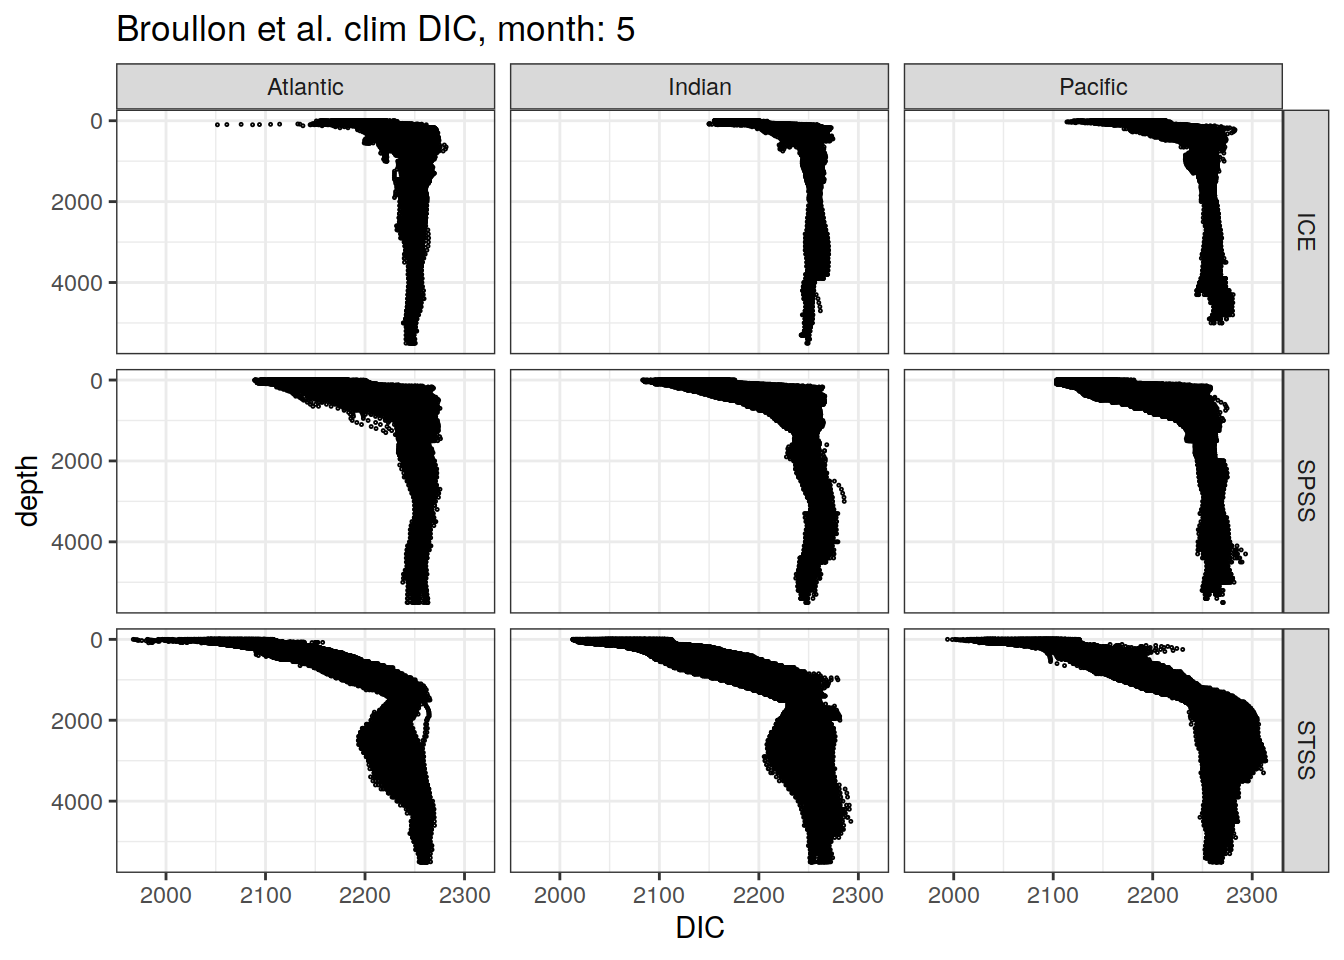 Broullon et al. clim DIC, month: 5
Atlantic Indian Pacific
0
2000
4000
ICE
0
2000
4000
SPSS
0
2000
4000
STSS
depth
2000 2100 2200 2300 2000 2100 2200 2300 2000 2100 2200 2300
DIC